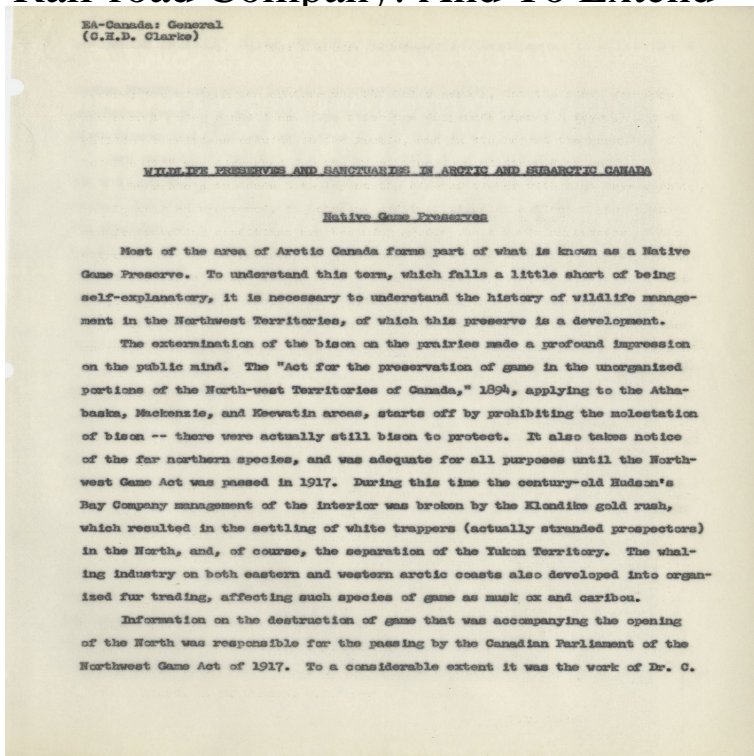 Rail-road Company: And To Extend
EA-Canada: General
(C.H.D. Clarke)
WILDLIFE PRESERVES AND SANCTUARIES IN ARCTIC AND SUBARCTIC CANADA
Native Game Preserves
Most of the area of Arctic Canada forms part of what is known as a Native
Game Preserve. To understand this term, which falls a little short of being
self-explanatory, it is necessary to understand the history of wildlife manage-
ment in the Northwest Territories, of which this preserve is a development.
The extermination of the bison on the prairies made a profound impression
on the public mind. The "Act for the preservation of game in the unorganized
portions of the North-west Territories of Canada," 1894, applying to the Atha-
baska, Mackenzie, and Keewatin areas, starts off by prohibiting the molestation
of bison -- there were actually still bison to protect. It also takes notice
of the far northern species, and was adequate for all purposes until the North-
west Game Act was passed in 1917. During this time the century-old Hudson's
Bay Company management of the interior was broken by the Klondike gold rush,
which resulted in the settling of white trappers (actually stranded prospectors)
in the North, and, of course, the separation of the Yukon Territory. The whal-
ing industry on both eastern and western arctic coasts also developed into organ-
ized fur trading, affecting such species of game as musk ox and caribou.
Information on the destruction of game that was accompanying the opening
of the North was responsible for the passing by the Canadian Parliament of the
Northwest Game Act of 1917. To a considerable extent it was the work of Dr. C.